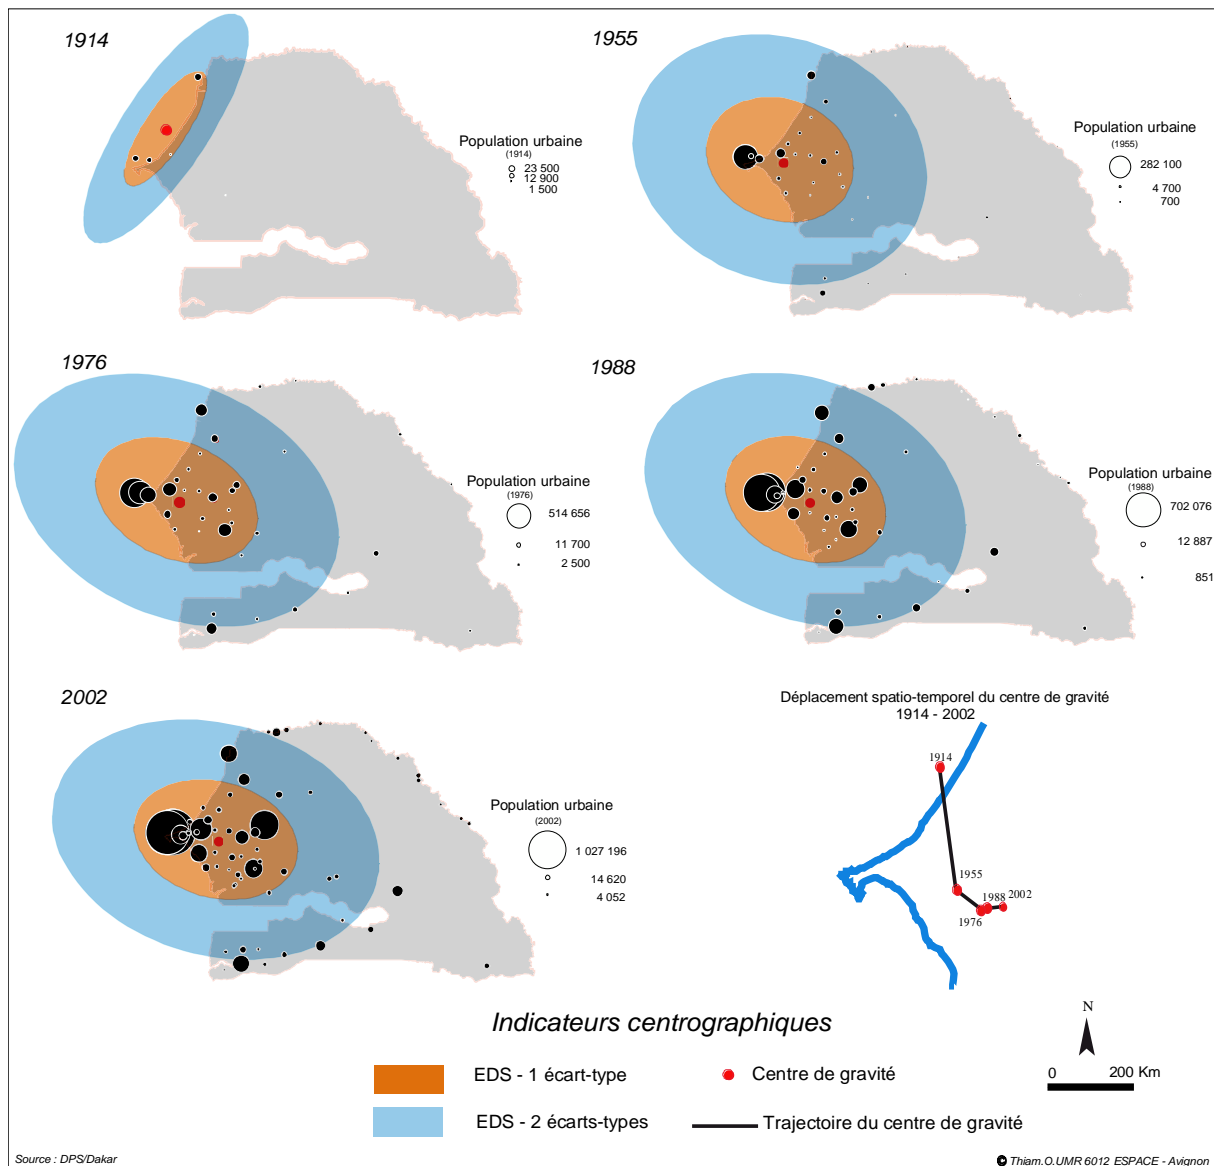 1914
Population urbaine
(1914)
23 500
12 900
1 500
1955
Population urbaine
(1955)
282 100
4 700
700
1976
Population urbaine
(1976)
514 656
11 700
2 500
1988
Population urbaine
(1988)
702 076
12 887
851
2002
Population urbaine
(2002)
1 027 196
14 620
4 052
Déplacement spatio-temporel du centre de gravité
1914 - 2002
1914
1955
1988
2002
1976
Indicateurs centrographiques
EDS - 1 écart-type
Centre de gravité
EDS - 2 écarts-types
Trajectoire du centre de gravité
N
0 200 Km
Source : DPS/Dakar
© Thiam.O.UMR 6012 ESPACE - Avignon